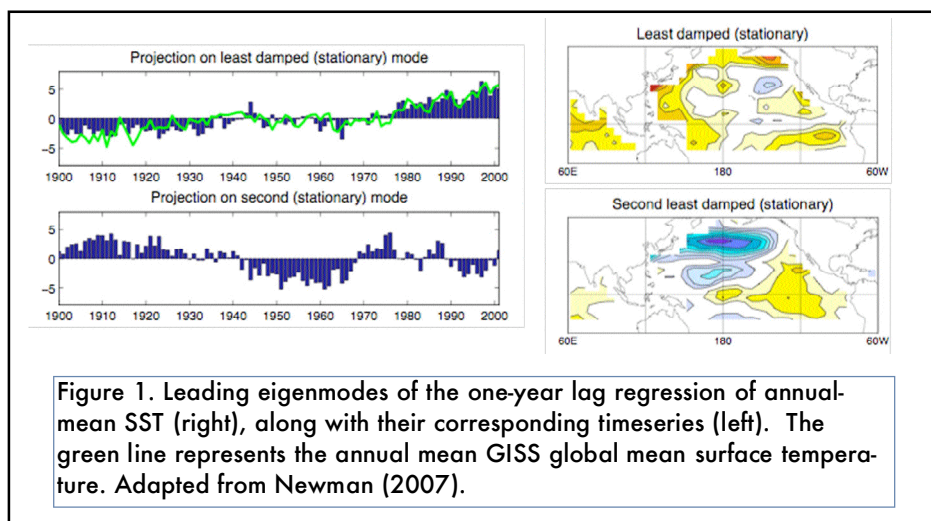 Projection on least damped (stationary) mode
5
0
−5
1900 1910 1920 1930 1940 1950 1960 1970 1980 1990 2000
Projection on second (stationary) mode
5
0
−5
1900 1910 1920 1930 1940 1950 1960 1970 1980 1990 2000
Least damped (stationary)
60E 180 60W
Second least damped (stationary)
60E 180 60W
Figure 1. Leading eigenmodes of the one-year lag regression of annual-
mean SST (right), along with their corresponding timeseries (left). The
green line represents the annual mean GISS global mean surface tempera-
ture. Adapted from Newman (2007).